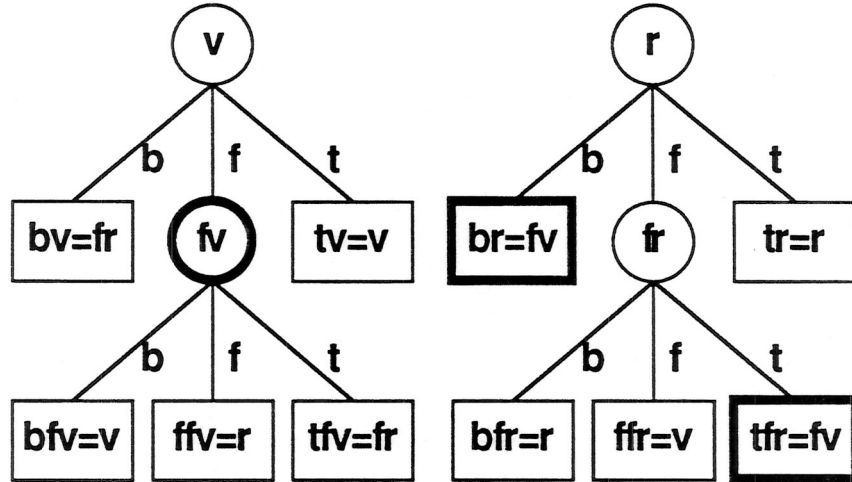 v r
b f t b f t
bv=fr fv tv=v br=fv fr tr=r
b f t b f t
bfv=v ffv=r tfv=fr bfr=r ffr=v tfr=fv